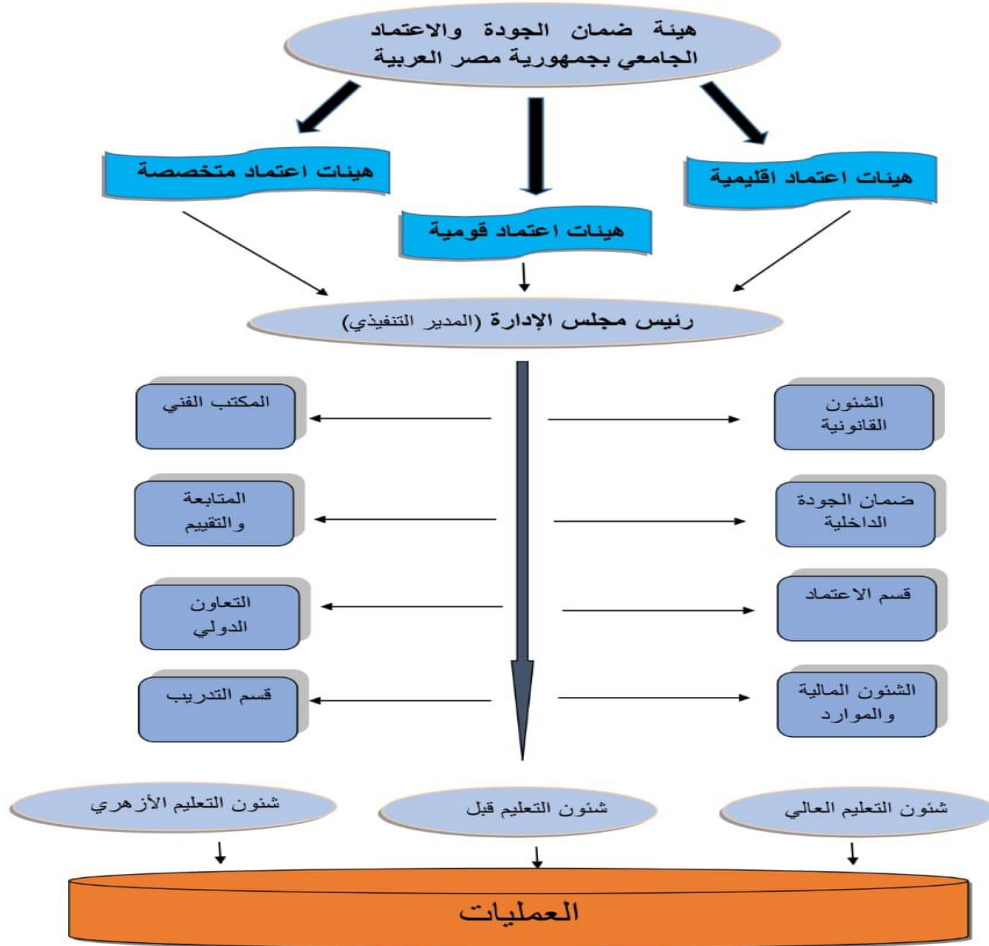 هيئة ضمان الجودة والاعتماد
الجامعي بجمهورية مصر العربية
هيئات اعتماد اقليمية
هيئات اعتماد قومية
هيئات اعتماد متخصصة
رئيس مجلس الإدارة (المدير التنفيذي)
الشئون
القانونية
المكتب الفني
ضمان الجودة
الداخلية
المتابعة
والتقييم
قسم الاعتماد
التعاون
الدولي
الشئون المالية
والموارد
قسم التدريب
شئون التعليم العالي
شئون التعليم قبل
شئون التعليم الأزهري
العمليات